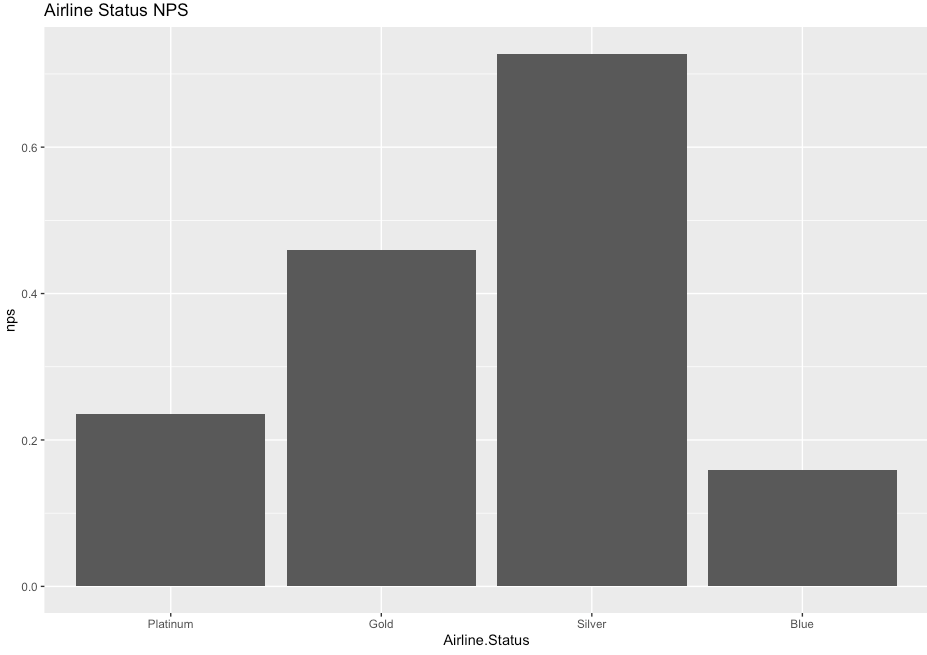 Airline Status NPS
nps
0.6
0.4
0.2
0.0
Platinum
Gold
Silver
Blue
Airline.Status